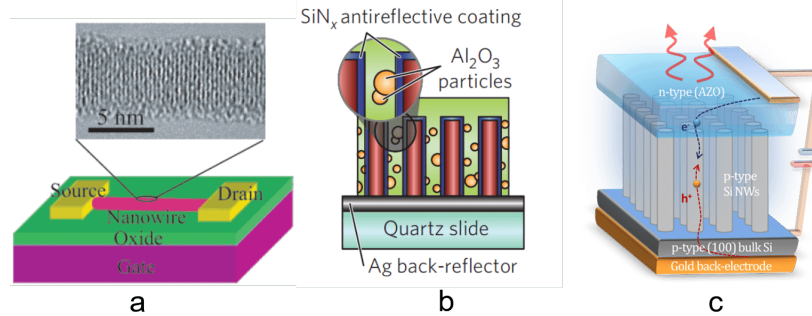 5 nm
Source
Drain
Nanowire
Oxide
Gate
a
SiNₓ antireflective coating
Al₂O₃
particles
Quartz slide
Ag back-reflector
b
n-type (AZO)
e⁻
p-type
Si NWs
h⁺
p-type (100) bulk Si
Gold back-electrode
c